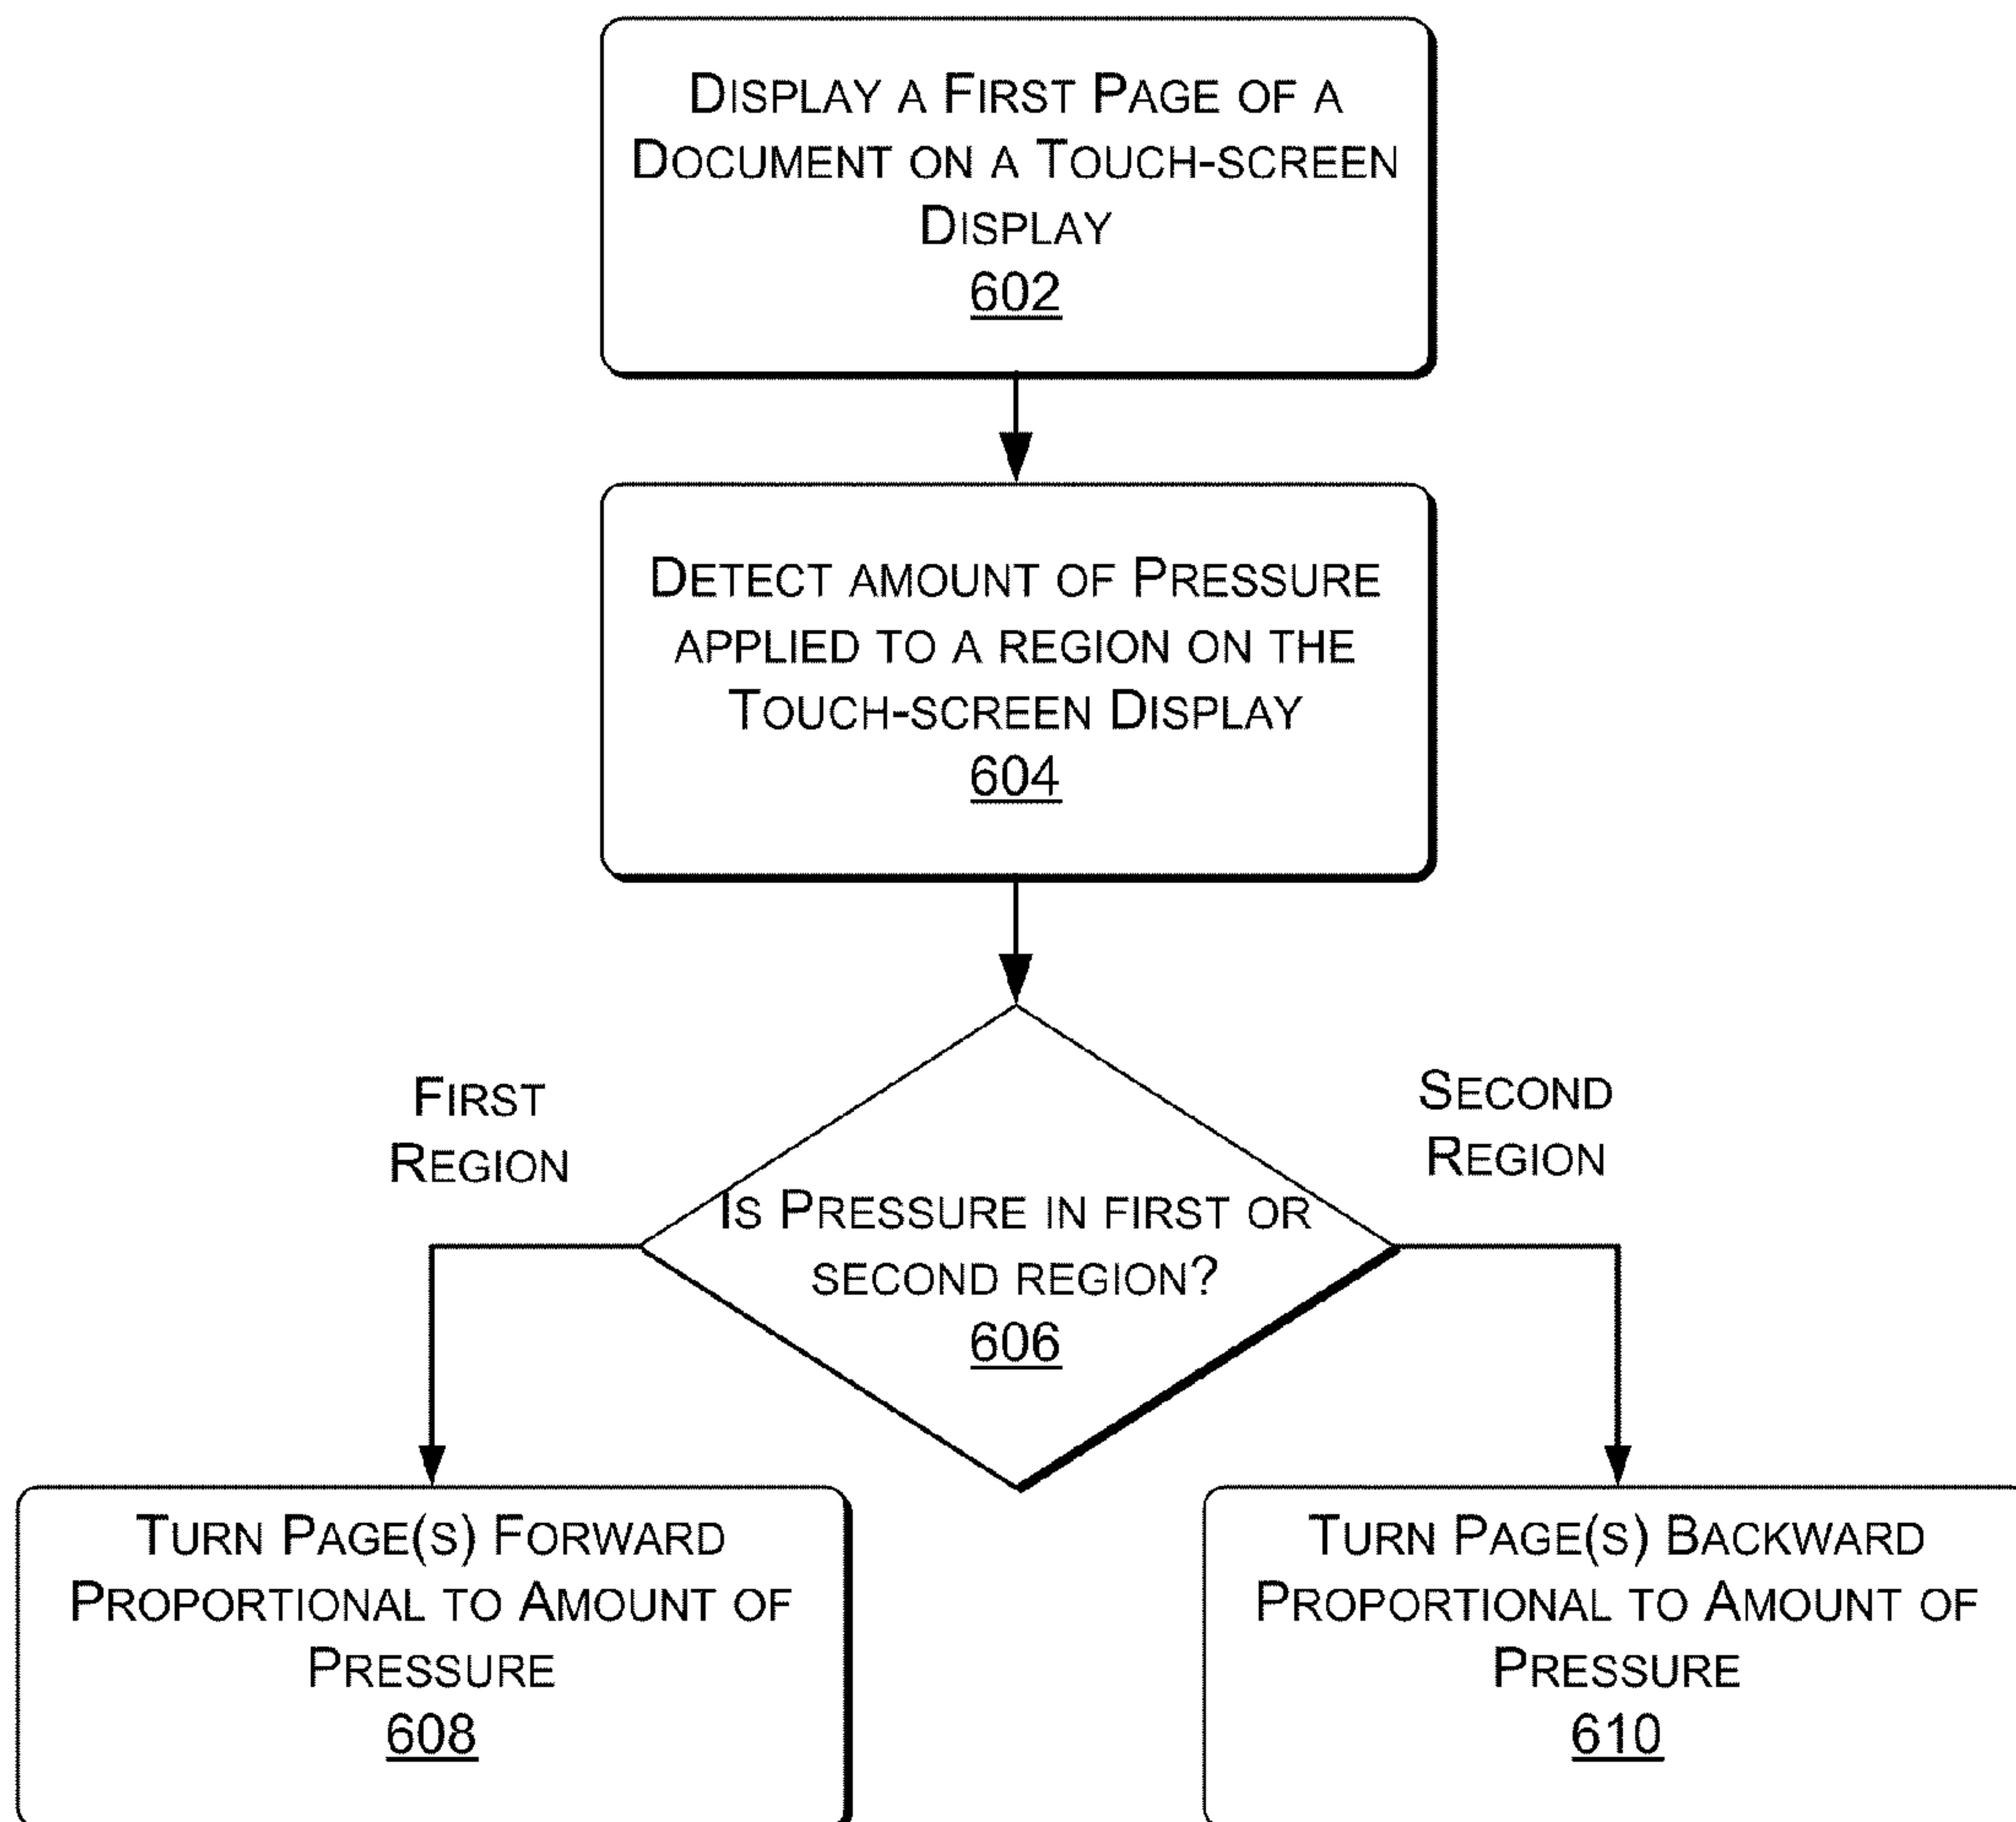 Display a First Page of a
Document on a Touch-screen
Display
602
Detect amount of Pressure
applied to a region on the
Touch-screen Display
604
First
Region
Second
Region
Is Pressure in first or
second region?
606
Turn Page(s) Forward
Proportional to Amount of
Pressure
608
Turn Page(s) Backward
Proportional to Amount of
Pressure
610